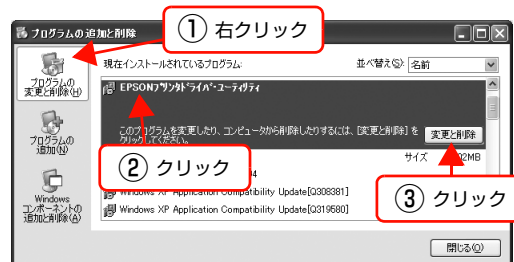 プログラムの追加と削除
① 右クリック
プログラムの
変更と削除(H)
現在インストールされているプログラム:
並べ替え(S): 名前
EPSONプリンタドライバ・ユーティリティ
このプログラムを変更したり、コンピュータから削除したりするには、[変更と削除] を
クリックしてください。
変更と削除
プログラムの
追加(N)
サイズ
② クリック
Windows XP Application Compatibility Update[Q308381]
Windows XP Application Compatibility Update[Q319580]
③ クリック
Windows
コンポーネントの
追加と削除(A)
閉じる(O)